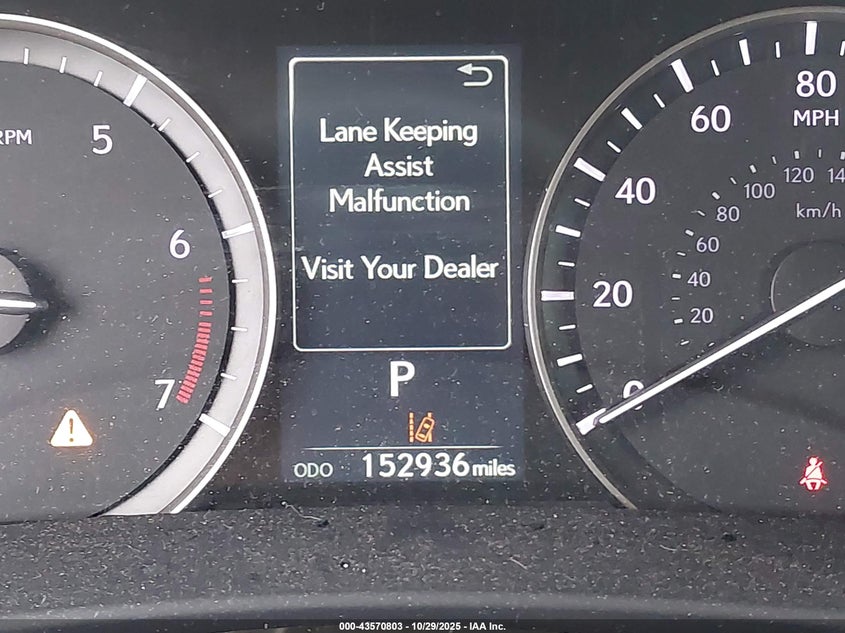 RPM
5
6
7
Lane Keeping
Assist
Malfunction
Visit Your Dealer
P
ODO 152936 miles
80
MPH
60
40
20
0
120
100
80
60
40
20
km/h
000-43570803 - 10/29/2025 - IAA Inc.